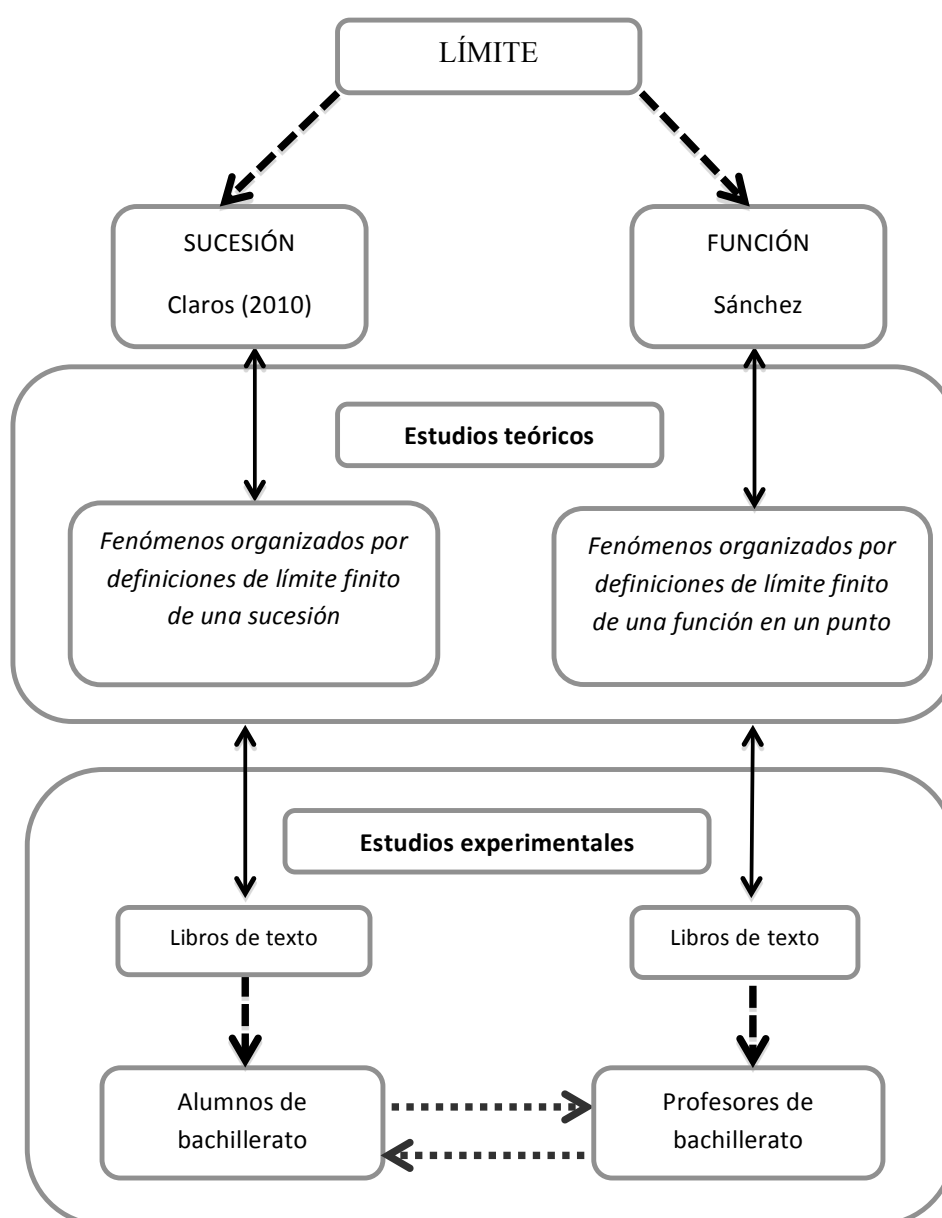 LÍMITE
SUCESIÓN
Claros (2010)
FUNCIÓN
Sánchez
Estudios teóricos
Fenómenos organizados por
definiciones de límite finito
de una sucesión
Fenómenos organizados por
definiciones de límite finito
de una función en un punto
Estudios experimentales
Libros de texto
Libros de texto
Alumnos de
bachillerato
Profesores de
bachillerato